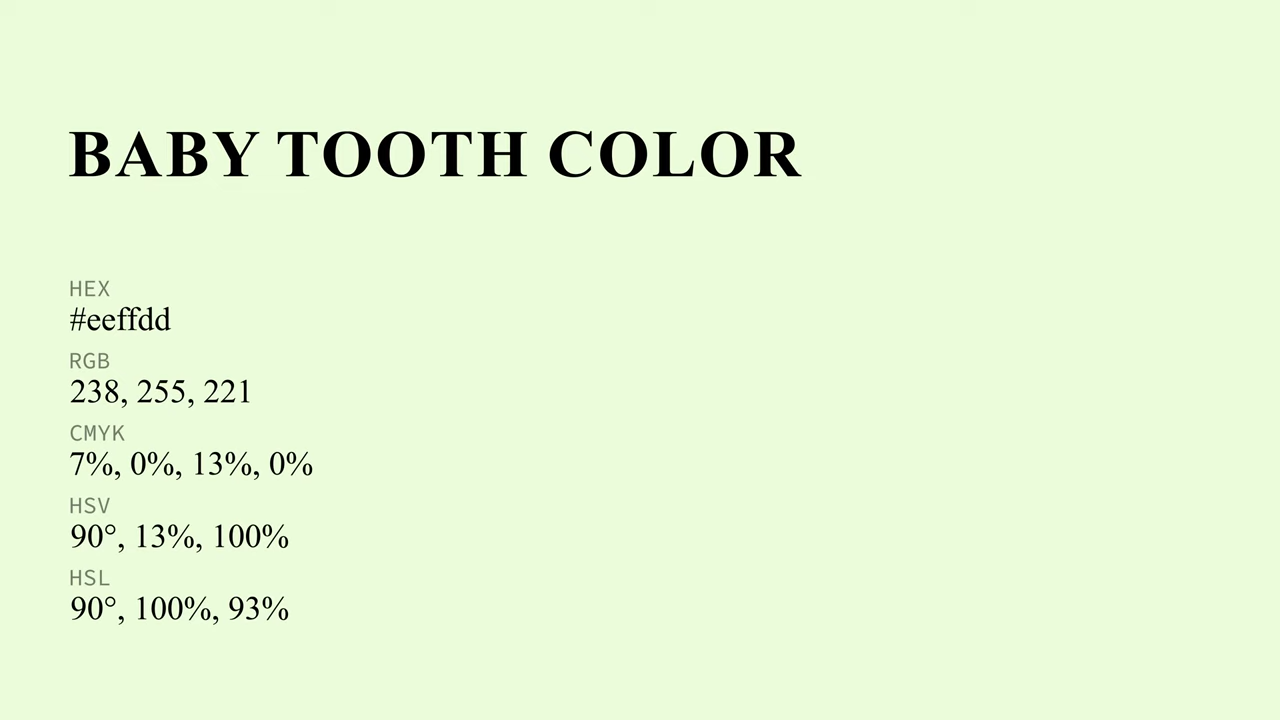 BABY TOOTH COLOR
HEX
#eeffdd
RGB
238, 255, 221
CMYK
7%, 0%, 13%, 0%
HSV
90°, 13%, 100%
HSL
90°, 100%, 93%